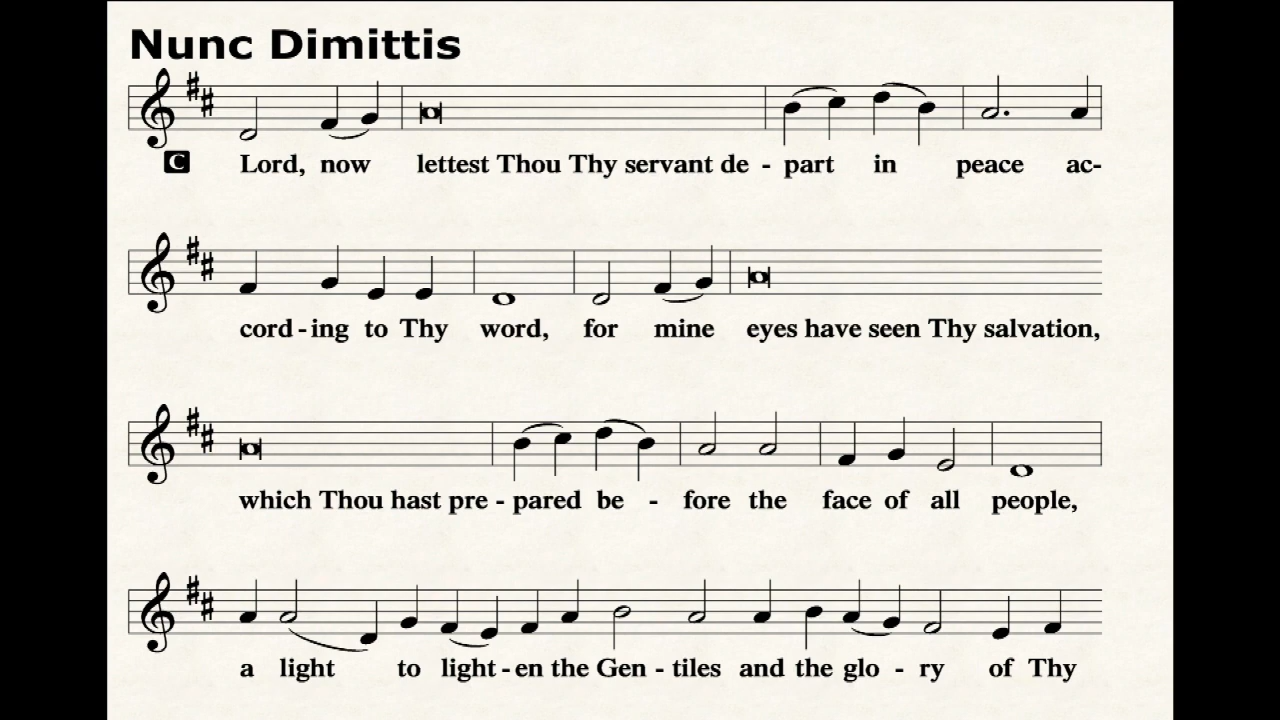 Nunc Dimittis
C Lord, now lettest Thou Thy servant de - part in peace ac-
cord - ing to Thy word, for mine eyes have seen Thy salvation,
which Thou hast pre - pared be - fore the face of all people,
a light to light - en the Gen - tiles and the glo - ry of Thy